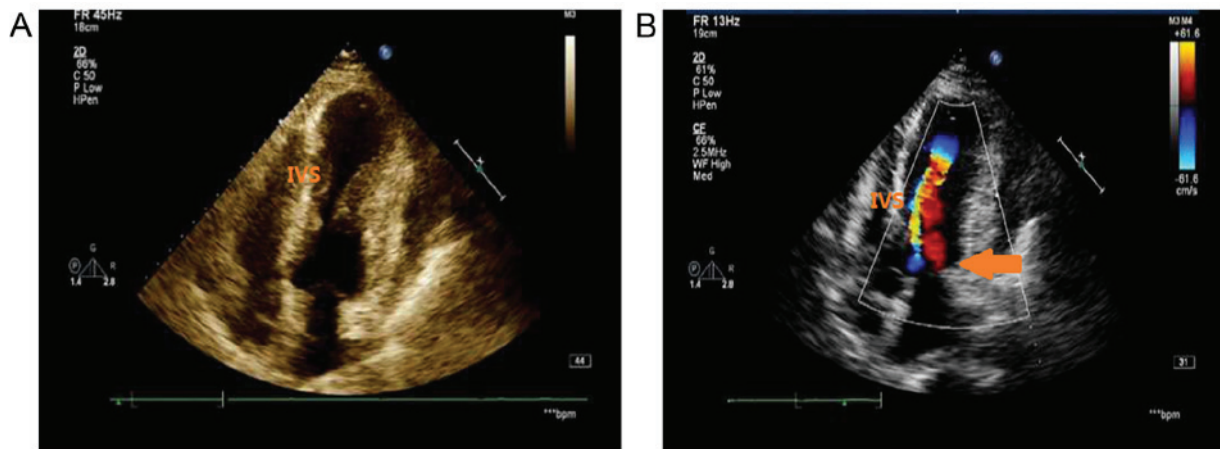 A
FR 45Hz
18cm
M3
2D
66%
C 50
P Low
HPen
IVS
G
P
R
1.4
2.8
44
***bpm
B
FR 13Hz
19cm
M3 M4
+61.6
2D
61%
C 50
P Low
HPen
CF
66%
2.5MHz
WF High
Med
-61.6
cm/s
IVS
G
P
R
1.4
2.8
31
***bpm